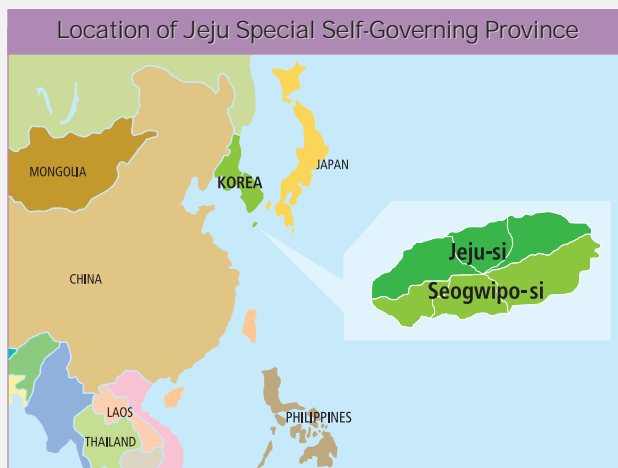 Location of Jeju Special Self-Governing Province
MONGOLIA
JAPAN
KOREA
Jeju-si
CHINA
Seogwipo-si
LAOS
PHILIPPINES
THAILAND